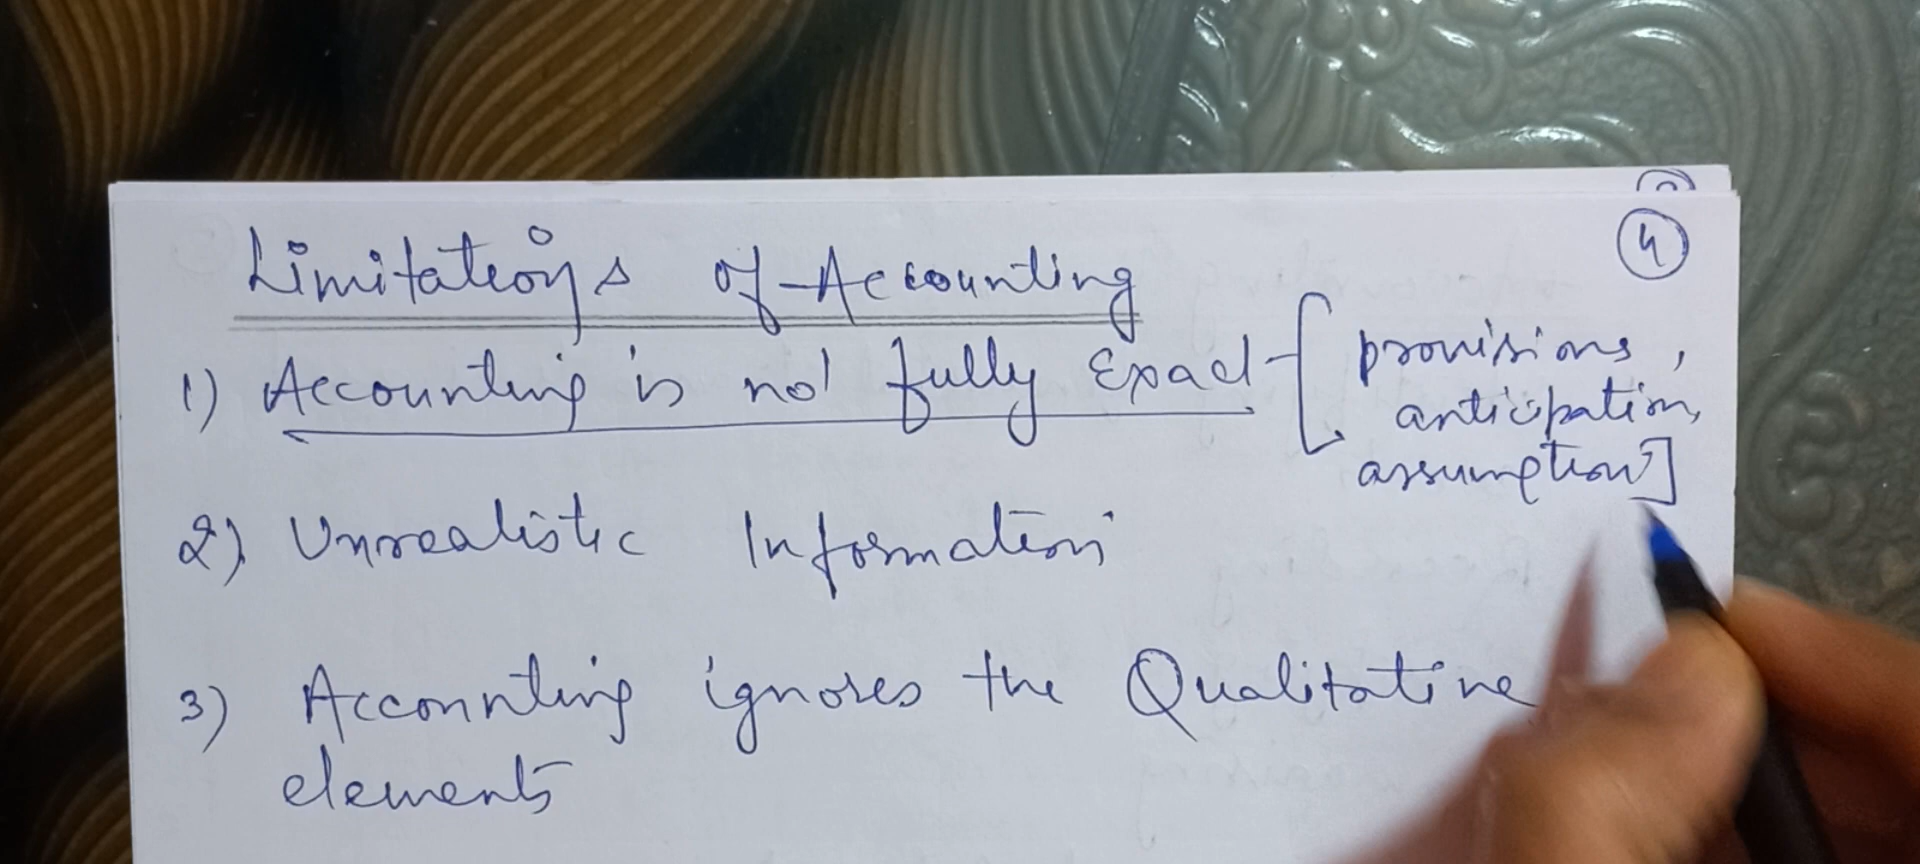 ④
Limitations of Accounting
1) Accounting is not fully Exact - [provisions,
anticipation,
assumption]
2) Unrealistic Information
3) Accounting ignores the Qualitative
elements